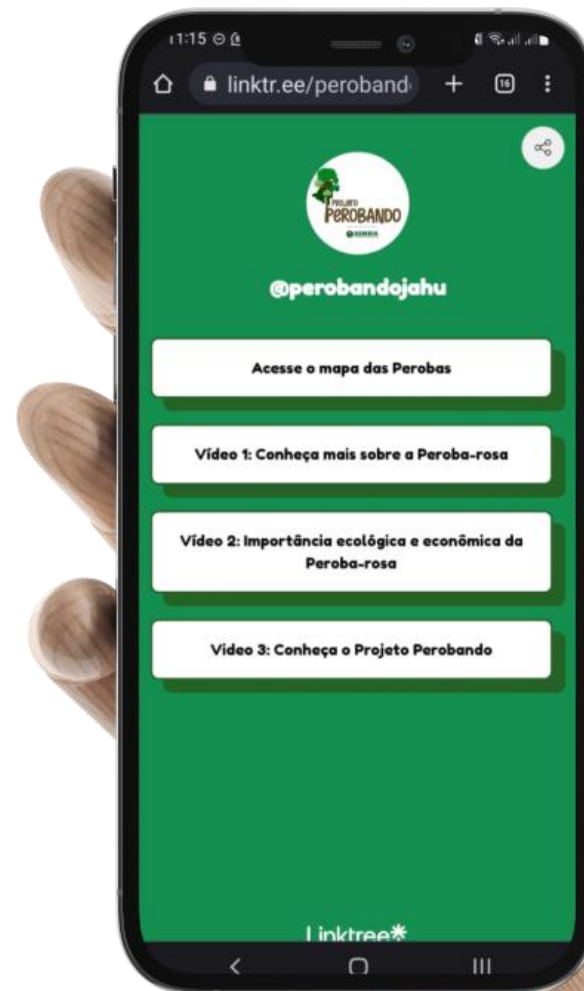 11:15
linktr.ee/peroband
16
PROJETO
PEROBANDO
@perobandojahu
Acesse o mapa das Perobas
Vídeo 1: Conheça mais sobre a Peroba-rosa
Vídeo 2: Importância ecológica e econômica da
Peroba-rosa
Video 3: Conheça o Projeto Perobando
Linktree